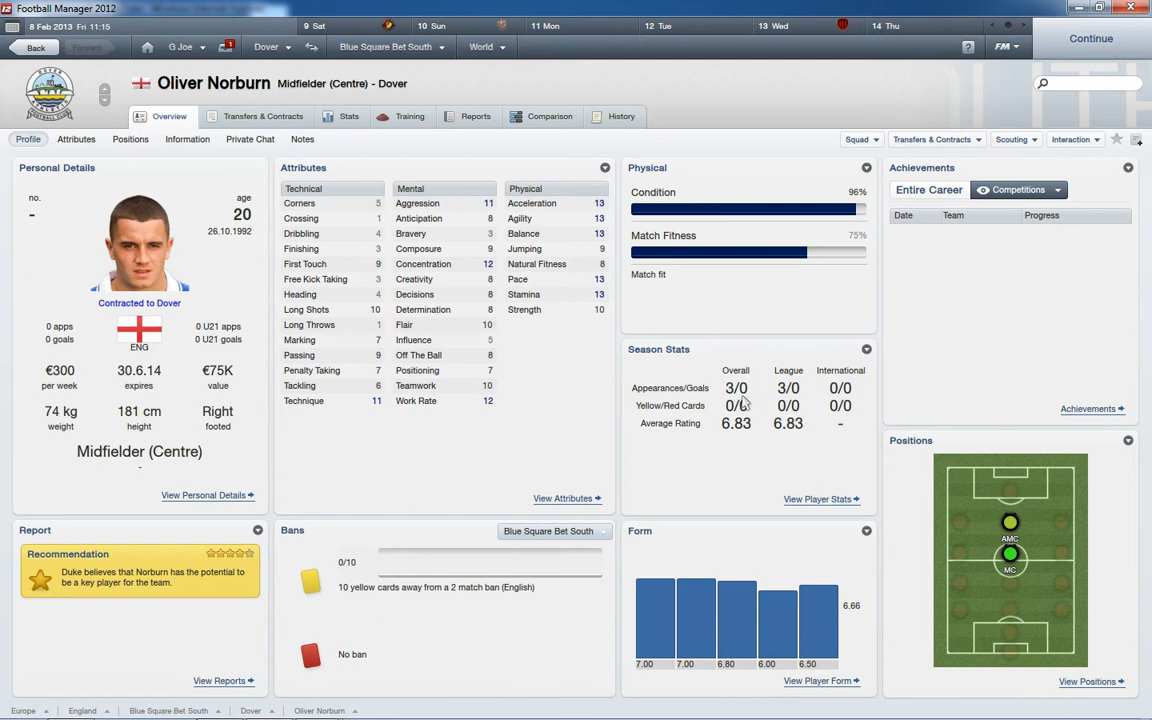 Football Manager 2012
8 Feb 2013 Fri 11:15
9 Sat
10 Sun
11 Mon
12 Tue
13 Wed
14 Thu
Back
Forward
G Joe
1
Dover
Blue Square Bet South
World
?
FM
Continue
Oliver Norburn Midfielder (Centre) - Dover
Overview
Transfers & Contracts
Stats
Training
Reports
Comparison
History
Profile
Attributes
Positions
Information
Private Chat
Notes
Squad
Transfers & Contracts
Scouting
Interaction
Personal Details
no.
-
age
20
26.10.1992
Contracted to Dover
0 apps
0 goals
ENG
0 U21 apps
0 U21 goals
€300
per week
30.6.14
expires
€75K
value
74 kg
weight
181 cm
height
Right
footed
Midfielder (Centre)
-
View Personal Details
Attributes
Technical
Corners 5
Crossing 1
Dribbling 4
Finishing 3
First Touch 9
Free Kick Taking 3
Heading 4
Long Shots 10
Long Throws 1
Marking 7
Passing 9
Penalty Taking 7
Tackling 6
Technique 11
Mental
Aggression 11
Anticipation 8
Bravery 3
Composure 9
Concentration 12
Creativity 8
Decisions 8
Determination 8
Flair 10
Influence 5
Off The Ball 8
Positioning 7
Teamwork 10
Work Rate 12
Physical
Acceleration 13
Agility 13
Balance 13
Jumping 9
Natural Fitness 8
Pace 13
Stamina 13
Strength 10
View Attributes
Physical
Condition 96%
Match Fitness 75%
Match fit
Season Stats
Overall League International
Appearances/Goals 3/0 3/0 0/0
Yellow/Red Cards 0/0 0/0 0/0
Average Rating 6.83 6.83 -
View Player Stats
Achievements
Entire Career
Competitions
Date Team Progress
Achievements
Positions
AMC
MC
View Positions
Report
Recommendation
Duke believes that Norburn has the potential to
be a key player for the team.
View Reports
Bans
Blue Square Bet South
0/10
10 yellow cards away from a 2 match ban (English)
No ban
Form
6.66
7.00 7.00 6.80 6.00 6.50
View Player Form
Europe
England
Blue Square Bet South
Dover
Oliver Norburn